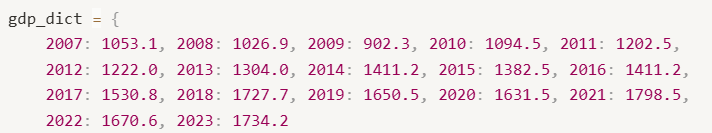 gdp_dict = {
2007: 1053.1, 2008: 1026.9, 2009: 902.3, 2010: 1094.5, 2011: 1202.5,
2012: 1222.0, 2013: 1304.0, 2014: 1411.2, 2015: 1382.5, 2016: 1411.2,
2017: 1530.8, 2018: 1727.7, 2019: 1650.5, 2020: 1631.5, 2021: 1798.5,
2022: 1670.6, 2023: 1734.2